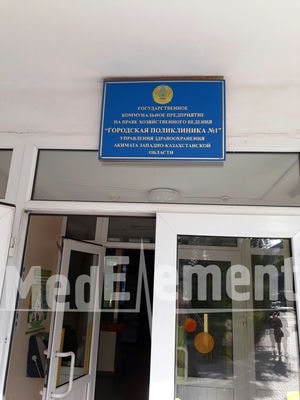 ГОСУДАРСТВЕННОЕ
КОММУНАЛЬНОЕ ПРЕДПРИЯТИЕ
НА ПРАВЕ ХОЗЯЙСТВЕННОГО ВЕДЕНИЯ
"ГОРОДСКАЯ ПОЛИКЛИНИКА №1"
УПРАВЛЕНИЯ ЗДРАВООХРАНЕНИЯ
АКИМАТА ЗАПАДНО-КАЗАХСТАНСКОЙ
ОБЛАСТИ
MedElement